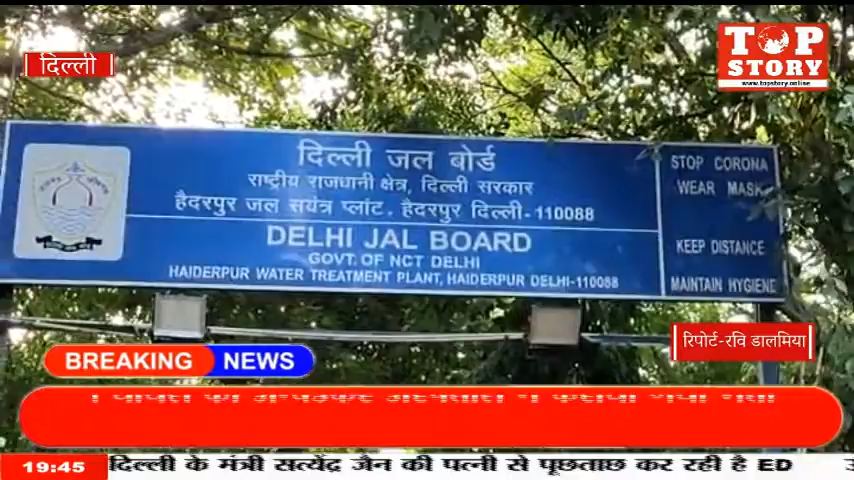 दिल्ली
TOP
STORY
www.topstory.online
दिल्ली जल बोर्ड
राष्ट्रीय राजधानी क्षेत्र, दिल्ली सरकार
हैदरपुर जल सयंत्र प्लांट, हैदरपुर दिल्ली-110088
DELHI JAL BOARD
GOVT. OF NCT DELHI
HAIDERPUR WATER TREATMENT PLANT, HAIDERPUR DELHI-110088
STOP CORONA
WEAR MASK
KEEP DISTANCE
MAINTAIN HYGIENE
रिपोर्ट-रवि डालमिया
BREAKING NEWS
19:45 दिल्ली के मंत्री सत्येंद्र जैन की पत्नी से पूछताछ कर रही है ED